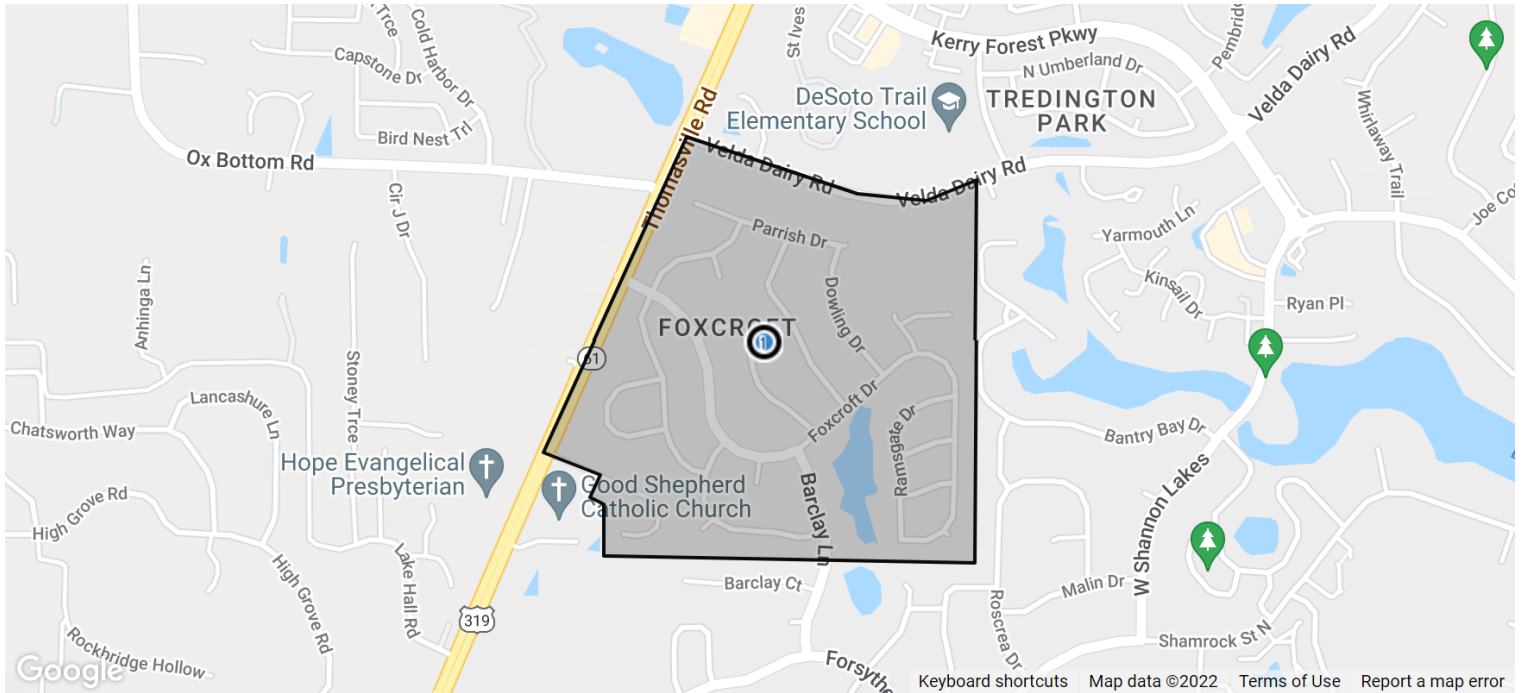 Trce
Cold Harbor Dr
Capstone Dr
Bird Nest Trl
Ox Bottom Rd
Cir J Dr
Thomasville Rd
St Ives
Kerry Forest Pkwy
N Umberland Dr
Velda Dairy Rd
DeSoto Trail
Elementary School
TREDINGTON
PARK
Whirlaway Trail
Velda Dairy Rd
Velda Dairy Rd
Parrish Dr
Yarmouth Ln
Kinsail Dr
Ryan Pl
Anhinga Ln
Dowling Dr
FOXCROFT
1
61
Stoney Trce
Lancashure Ln
Chatsworth Way
Foxcroft Dr
Ramsgate Dr
Bantry Bay Dr
Hope Evangelical
Presbyterian
Good Shepherd
Catholic Church
High Grove Rd
High Grove Rd
Lake Hall Rd
Barclay Ln
W Shannon Lakes
Barclay Ct
Malin Dr
Roscrea Dr
319
Rockhridge Hollow
Shamrock St N
Forsythe
Google
Keyboard shortcuts
Map data ©2022
Terms of Use
Report a map error